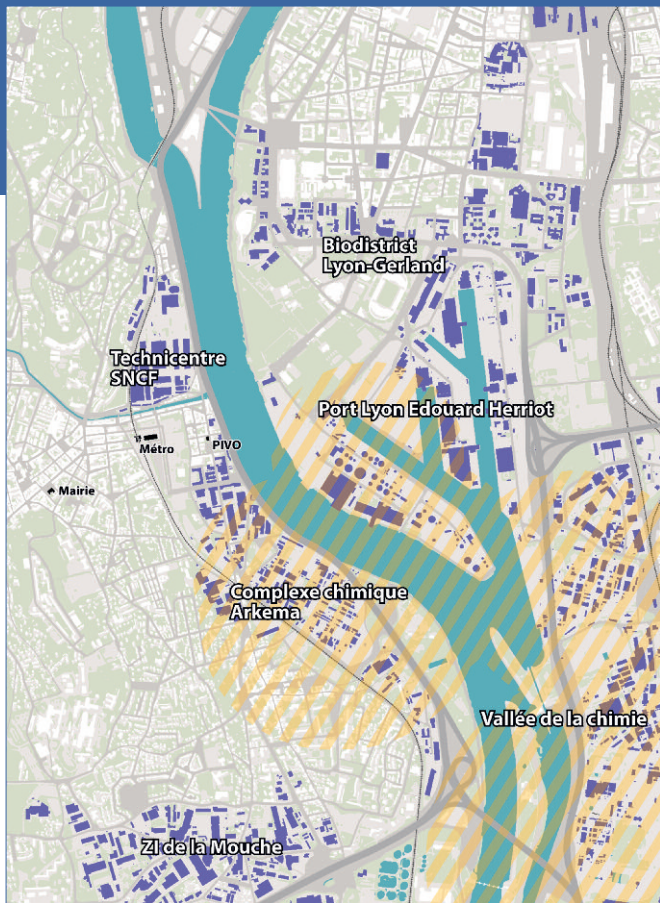 Biodistrict
Lyon-Gerland
Technicentre
SNCF
Port Lyon Edouard Herriot
Métro
PIVO
Mairie
Complexe chimique
Arkema
Vallée de la chimie
ZI de la Mouche